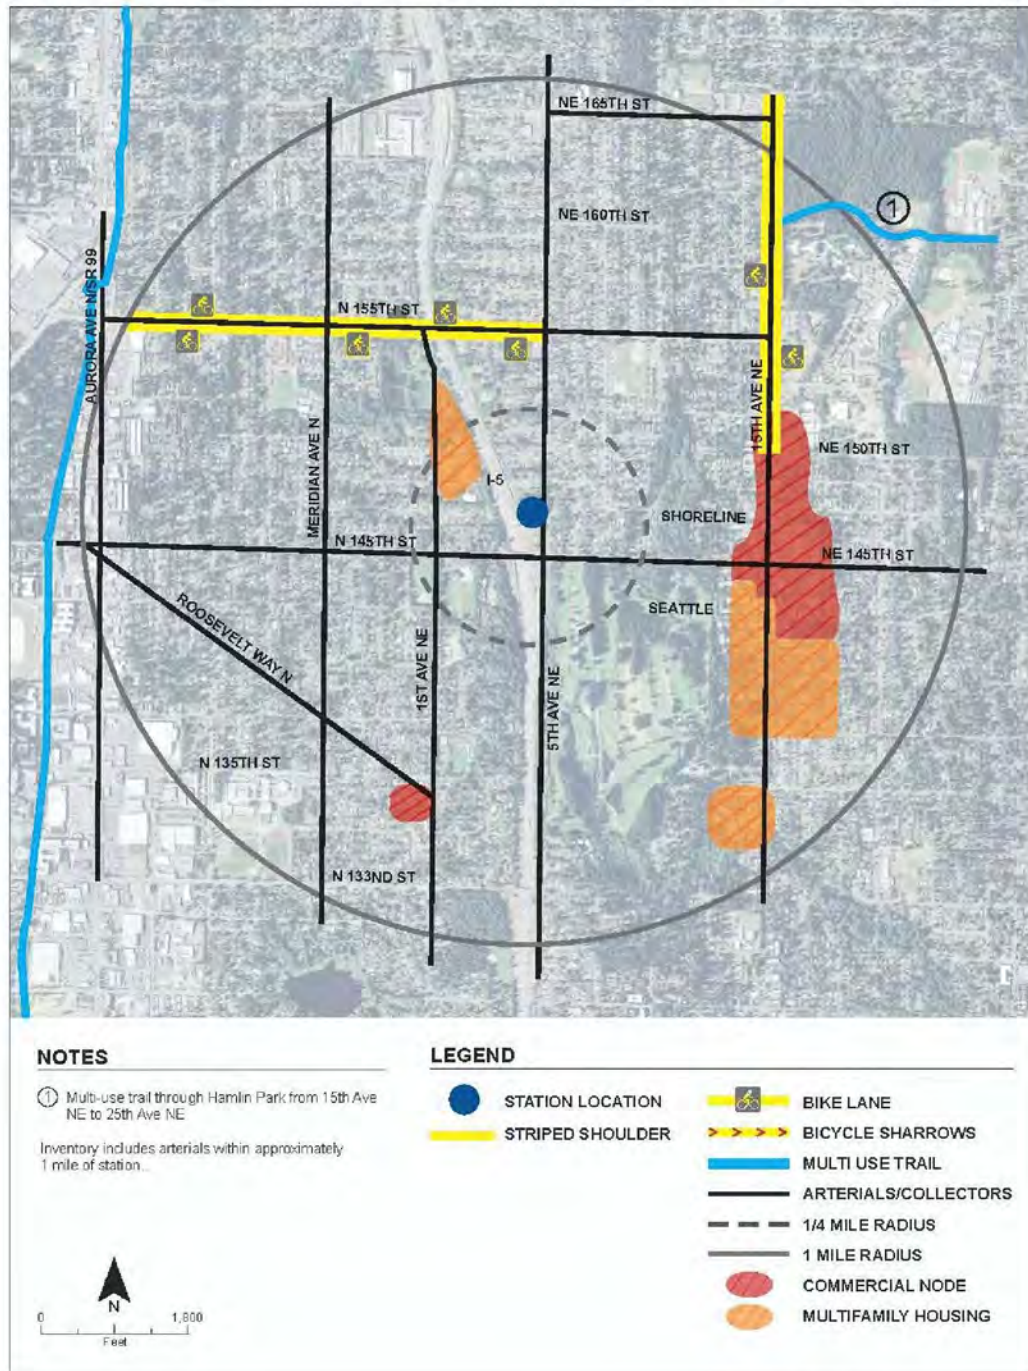 NE 165TH ST
1
NE 160TH ST
AURORA AVE N/SR 99
N 155TH ST
15TH AVE NE
MERIDIAN AVE N
NE 150TH ST
I-5
SHORELINE
N 145TH ST
NE 145TH ST
SEATTLE
ROOSEVELT WAY N
1ST AVE NE
5TH AVE NE
N 135TH ST
N 133ND ST
NOTES
1 Multi-use trail through Hamlin Park from 15th Ave
NE to 25th Ave NE
Inventory includes arterials within approximately
1 mile of station.
N
0 1,800
Feet
LEGEND
STATION LOCATION
STRIPED SHOULDER
BIKE LANE
BICYCLE SHARROWS
MULTI USE TRAIL
ARTERIALS/COLLECTORS
1/4 MILE RADIUS
1 MILE RADIUS
COMMERCIAL NODE
MULTIFAMILY HOUSING